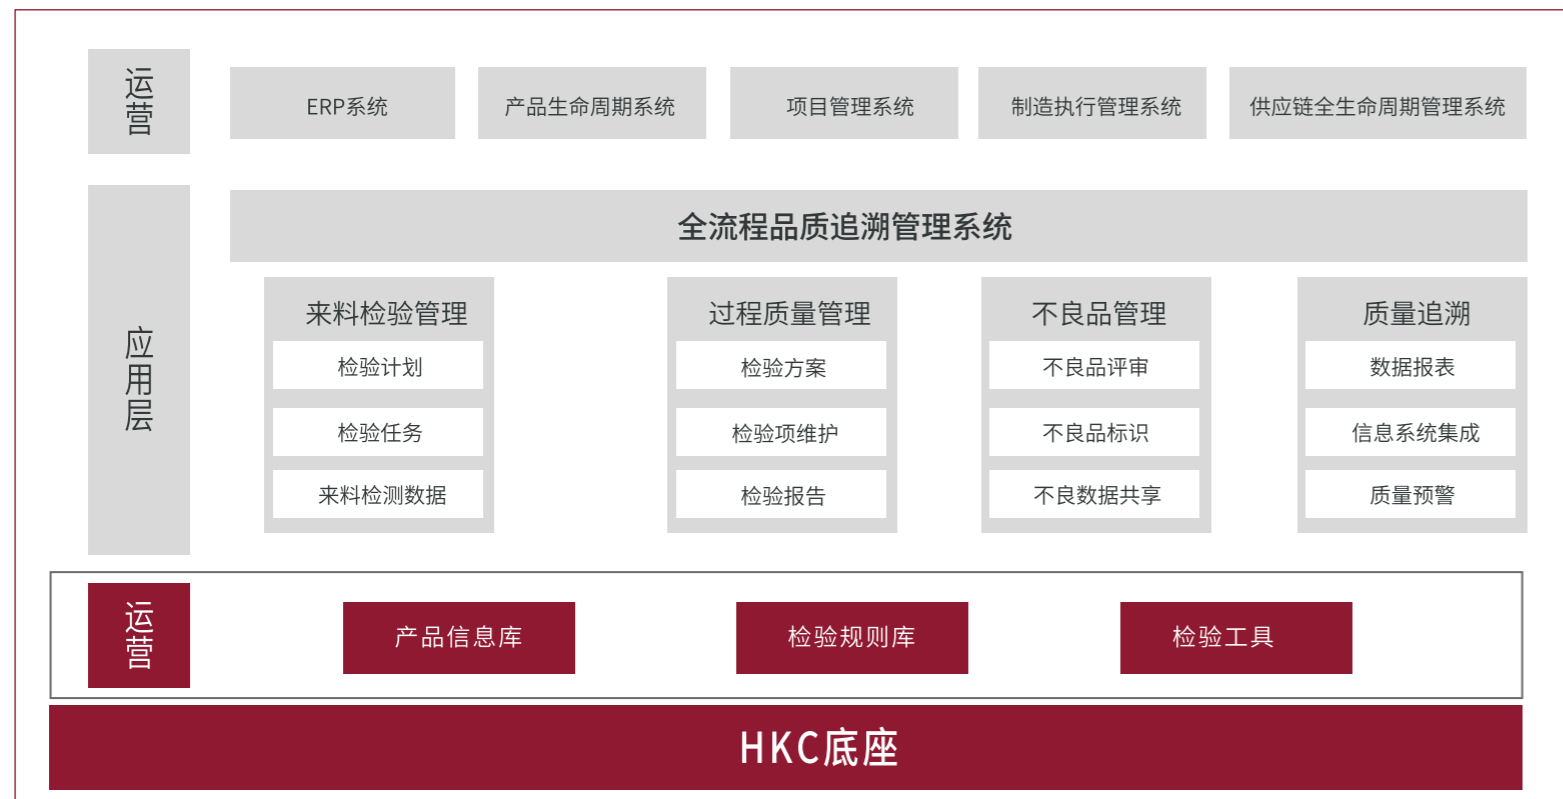 运营
ERP系统
产品生命周期系统
项目管理系统
制造执行管理系统
供应链全生命周期管理系统
应用层
全流程品质追溯管理系统
来料检验管理
检验计划
检验任务
来料检测数据
过程质量管理
检验方案
检验项维护
检验报告
不良品管理
不良品评审
不良品标识
不良数据共享
质量追溯
数据报表
信息系统集成
质量预警
运营
产品信息库
检验规则库
检验工具
HKC底座